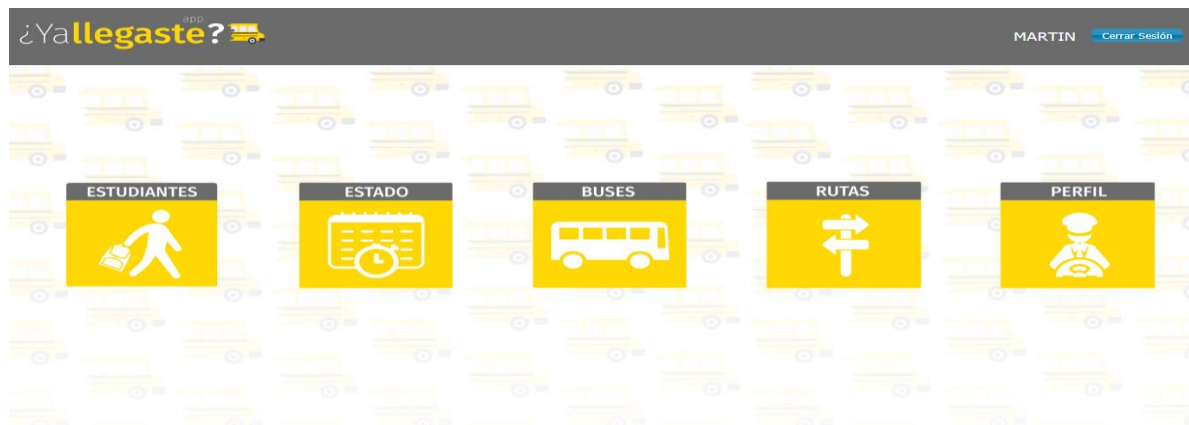 app
¿Yallegaste?
MARTIN Cerrar Sesión
ESTUDIANTES ESTADO BUSES RUTAS PERFIL